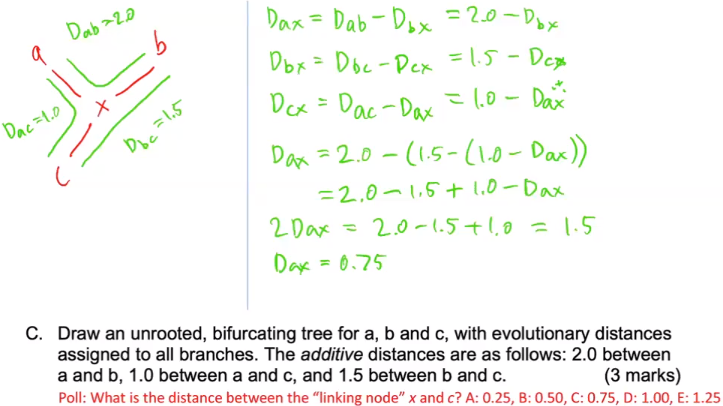 Dab=2.0
a
b
x
Dac=1.0
Dbc=1.5
c
Dax = Dab - Dbx = 2.0 - Dbx
Dbx = Dbc - Dcx = 1.5 - Dcx
Dcx = Dac - Dax = 1.0 - Dax
Dax = 2.0 - (1.5 - (1.0 - Dax))
= 2.0 - 1.5 + 1.0 - Dax
2Dax = 2.0 - 1.5 + 1.0 = 1.5
Dax = 0.75
C. Draw an unrooted, bifurcating tree for a, b and c, with evolutionary distances
assigned to all branches. The additive distances are as follows: 2.0 between
a and b, 1.0 between a and c, and 1.5 between b and c. (3 marks)
Poll: What is the distance between the “linking node” x and c? A: 0.25, B: 0.50, C: 0.75, D: 1.00, E: 1.25